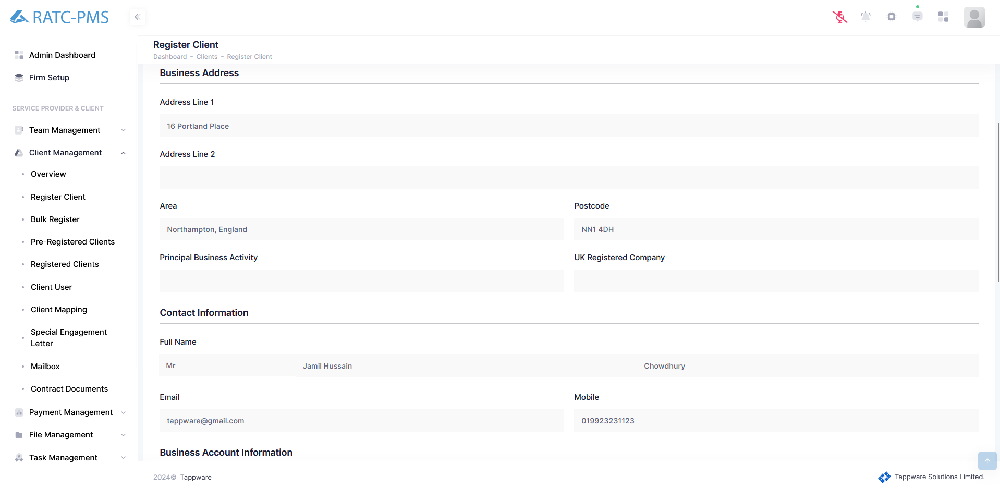 RATC-PMS
Admin Dashboard
Firm Setup
SERVICE PROVIDER & CLIENT
Team Management
Client Management
Overview
Register Client
Bulk Register
Pre-Registered Clients
Registered Clients
Client User
Client Mapping
Special Engagement
Letter
Mailbox
Contract Documents
Payment Management
File Management
Task Management
Register Client
Dashboard - Clients - Register Client
Business Address
Address Line 1
16 Portland Place
Address Line 2
Area Postcode
Northampton, England NN1 4DH
Principal Business Activity UK Registered Company
Contact Information
Full Name
Mr Jamil Hussain Chowdhury
Email Mobile
tappware@gmail.com 019923231123
Business Account Information
2024© Tappware
Tappware Solutions Limited.